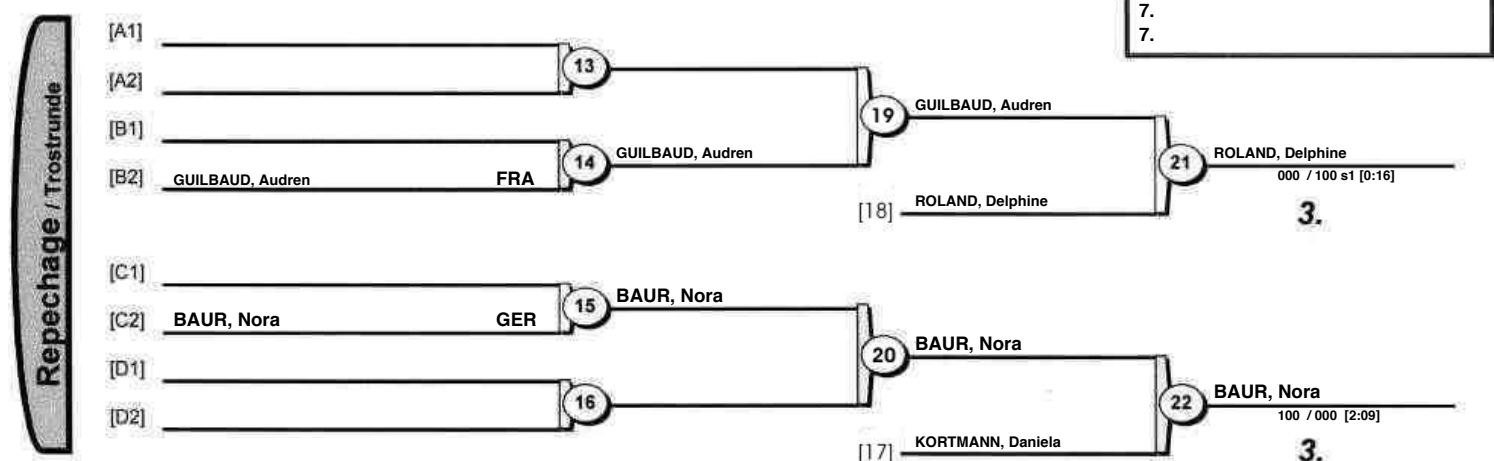 7.
7.
Repechage / Trostrunde
[A1]
[A2]
13
[B1]
[B2] GUILBAUD, Audren FRA
14
GUILBAUD, Audren
19
GUILBAUD, Audren
[18] ROLAND, Delphine
21
ROLAND, Delphine
000 / 100 s1 [0:16]
3.
[C1]
[C2] BAUR, Nora GER
15
BAUR, Nora
[D1]
[D2]
16
20
BAUR, Nora
[17] KORTMANN, Daniela
22
BAUR, Nora
100 / 000 [2:09]
3.